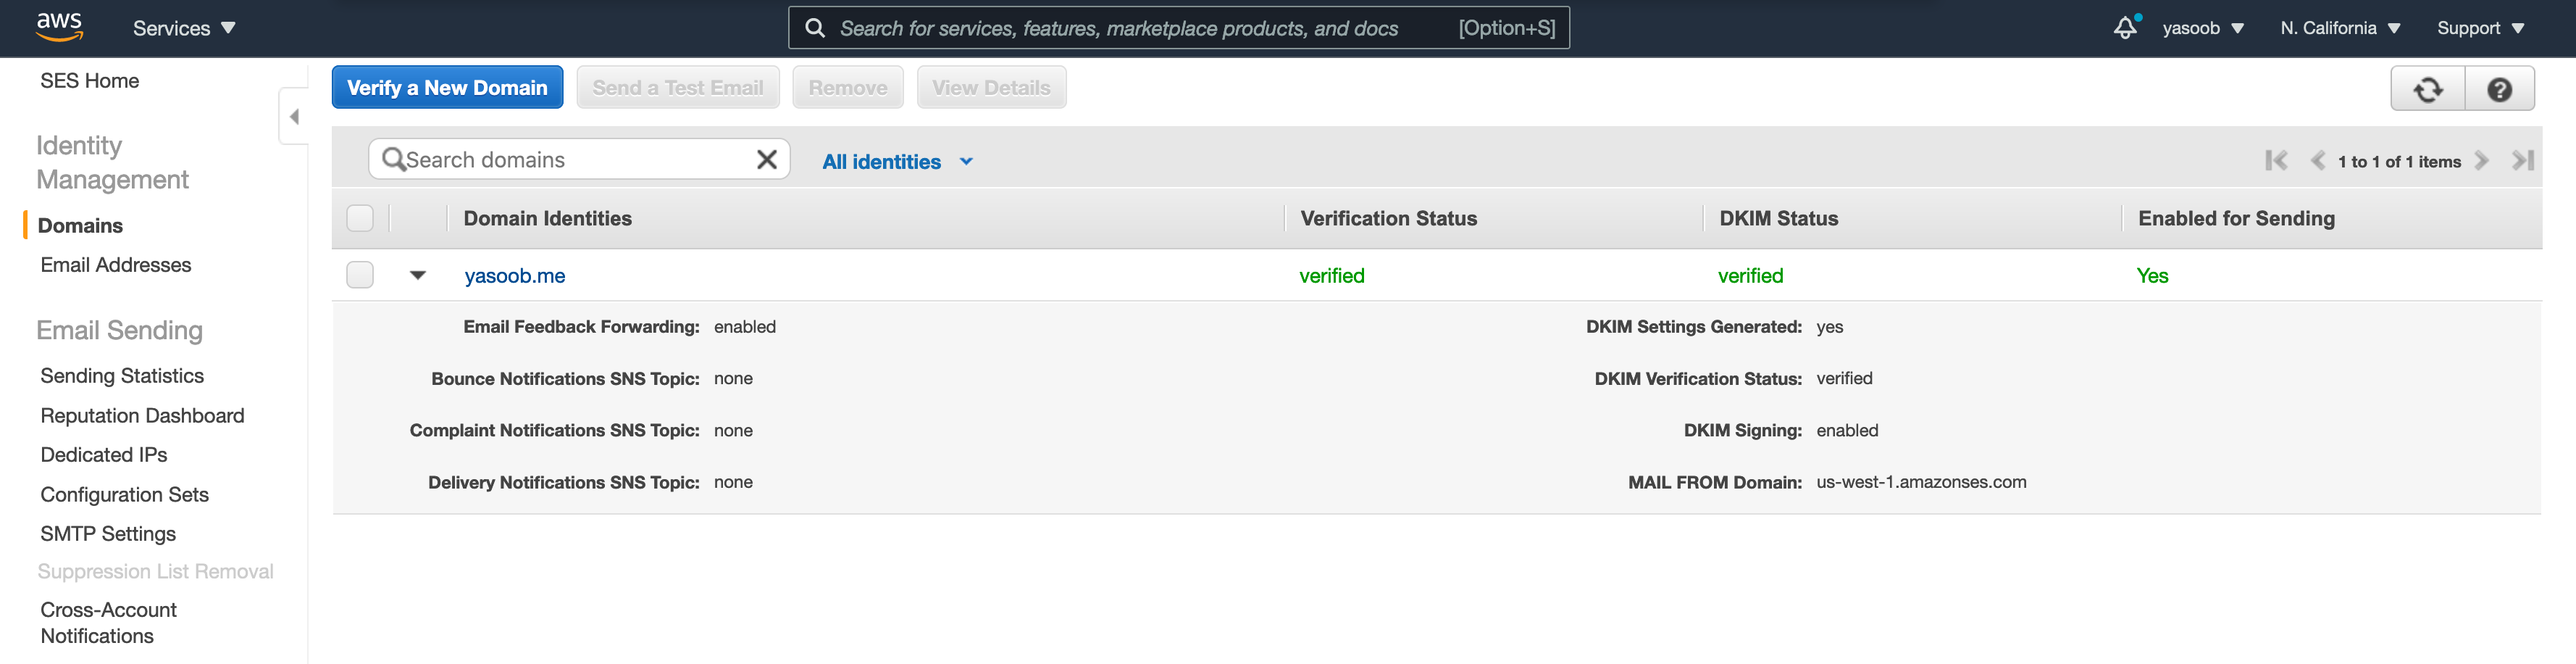 aws
Services
Search for services, features, marketplace products, and docs
[Option+S]
yasoob
N. California
Support
SES Home
Identity
Management
Domains
Email Addresses
Email Sending
Sending Statistics
Reputation Dashboard
Dedicated IPs
Configuration Sets
SMTP Settings
Suppression List Removal
Cross-Account
Notifications
Verify a New Domain
Send a Test Email
Remove
View Details
Search domains
All identities
1 to 1 of 1 items
Domain Identities
Verification Status
DKIM Status
Enabled for Sending
yasoob.me
verified
verified
Yes
Email Feedback Forwarding: enabled
Bounce Notifications SNS Topic: none
Complaint Notifications SNS Topic: none
Delivery Notifications SNS Topic: none
DKIM Settings Generated: yes
DKIM Verification Status: verified
DKIM Signing: enabled
MAIL FROM Domain: us-west-1.amazonses.com